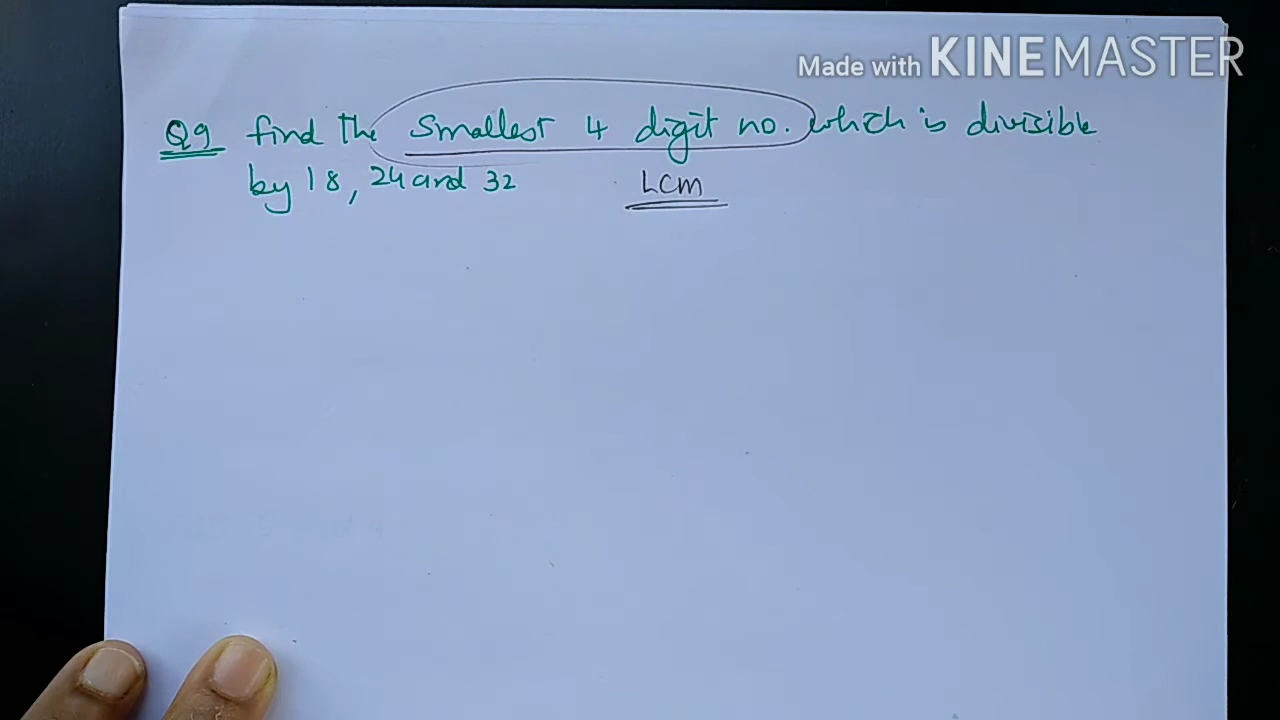 Made with KINEMASTER
Q9 find the smallest 4 digit no. which is divisible
by 18, 24 and 32 LCM